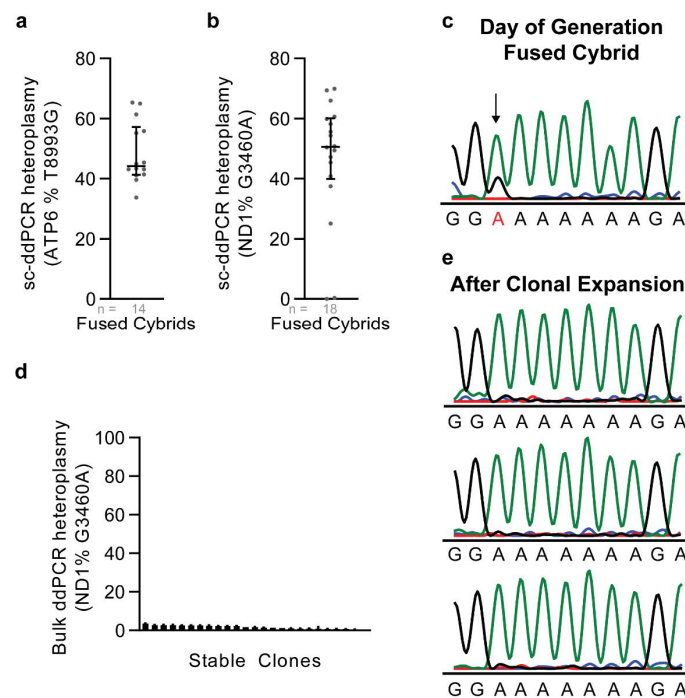 a
sc-ddPCR heteroplasmy
(ATP6 % T8993G)
80
60
40
20
0
n = 14
Fused Cybrids
b
sc-ddPCR heteroplasmy
(ND1% G3460A)
80
60
40
20
0
n = 18
Fused Cybrids
c
Day of Generation
Fused Cybrid
G G A A A A A A A G A
d
Bulk ddPCR heteroplasmy
(ND1% G3460A)
100
80
60
40
20
0
Stable Clones
e
After Clonal Expansion
G G A A A A A A A G A
G G A A A A A A A G A
G G A A A A A A A G A